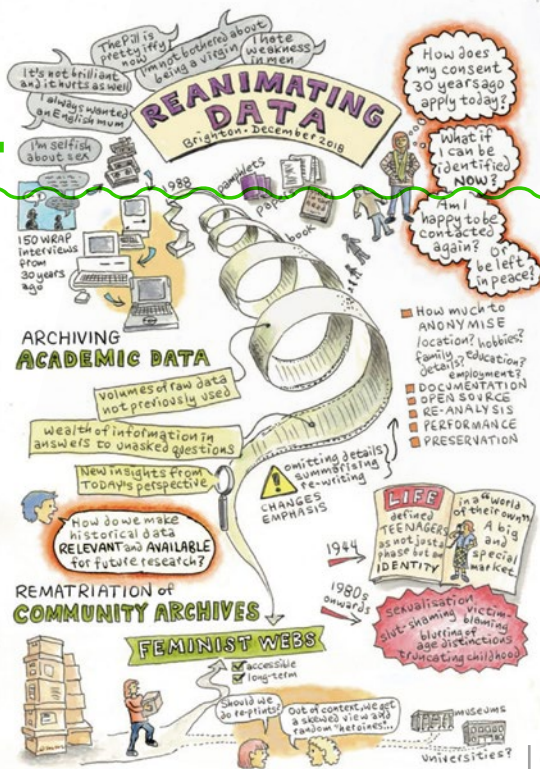 The Pill is
pretty iffy
now
I'm not bothered about
being a virgin
I hate
weakness
in men
It's not brilliant
and it hurts as well
I always wanted
an English mum
I'm selfish
about sex
REANIMATING
DATA
Brighton • December 2018
How does
my consent
30 years ago
apply today?
What if
I can be
identified
NOW?
Am I
happy to be
contacted
again?
Or
be left
in peace?
1988
pamphlets
papers
book
150 WRAP
interviews
from
30 years
ago
ARCHIVING
ACADEMIC DATA
volumes of raw data
not previously used
wealth of information in
answers to unasked questions
New insights from
TODAY's perspective
How much to
ANONYMISE
location? hobbies?
family details? education?
employment?
DOCUMENTATION
OPEN SOURCE
RE-ANALYSIS
PERFORMANCE
PRESERVATION
omitting details
summarising
re-writing
CHANGES
EMPHASIS
How do we make
historical data
RELEVANT and AVAILABLE
for future research?
LIFE
defined
TEENAGERS
as not just a
phase but an
IDENTITY
in a "world
of their own"
A big
and
special
market
1944
1980s
onwards
sexualisation, victim-
slut-shaming blaming
blurring of
age distinctions
truncating childhood
REMATRIATION of
COMMUNITY ARCHIVES
FEMINIST WEBS
accessible
long-term
Should we
do re-prints?
Out of context, we get
a skewed view and
random "heroines"...
museums
universities?